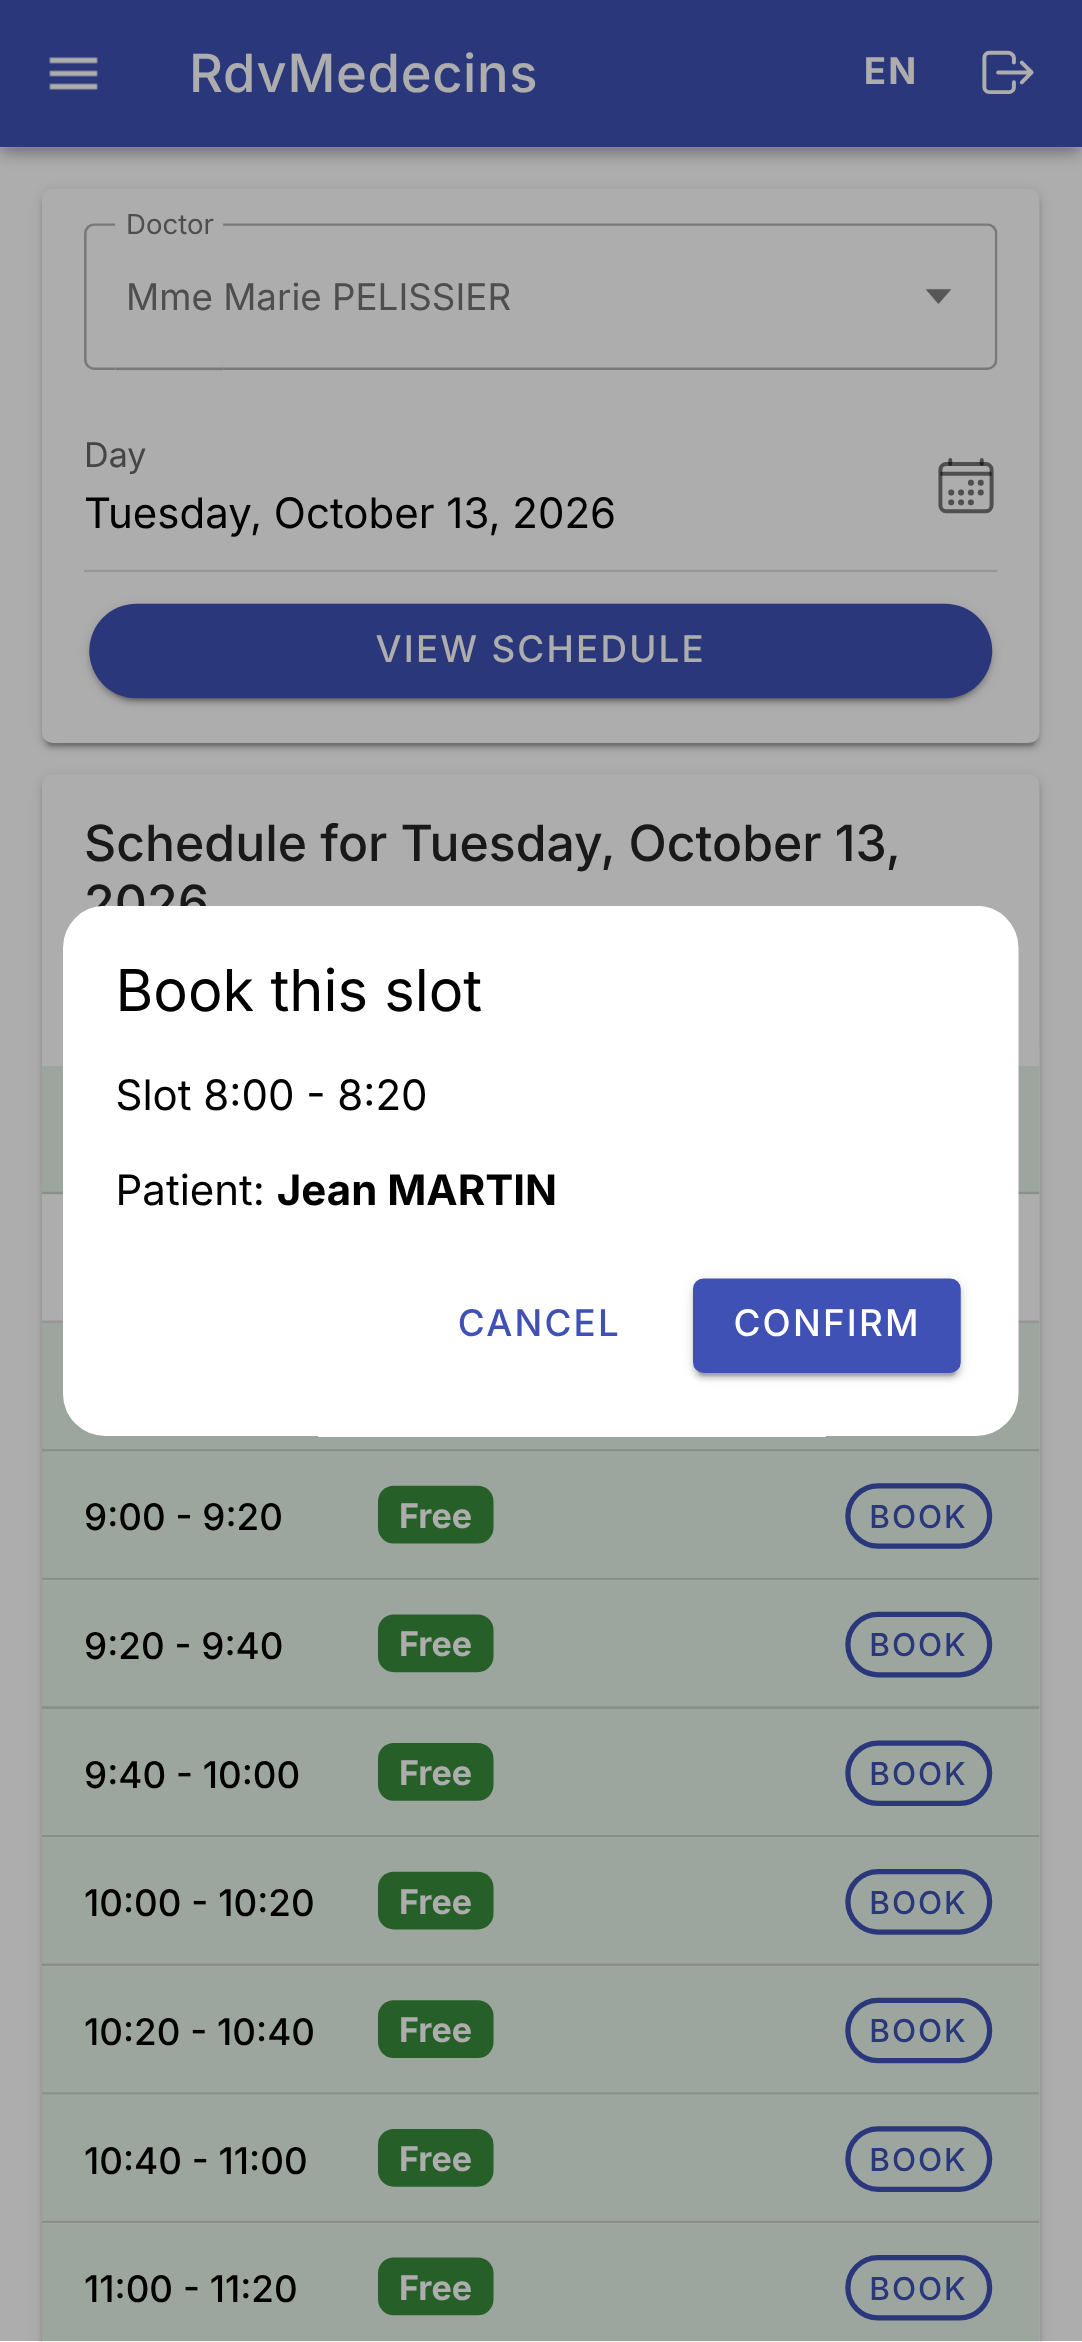 RdvMedecins
EN
Doctor
Mme Marie PELISSIER
Day
Tuesday, October 13, 2026
VIEW SCHEDULE
Schedule for Tuesday, October 13,
2026
Book this slot
Slot 8:00 - 8:20
Patient: Jean MARTIN
CANCEL
CONFIRM
9:00 - 9:20
Free
BOOK
9:20 - 9:40
Free
BOOK
9:40 - 10:00
Free
BOOK
10:00 - 10:20
Free
BOOK
10:20 - 10:40
Free
BOOK
10:40 - 11:00
Free
BOOK
11:00 - 11:20
Free
BOOK